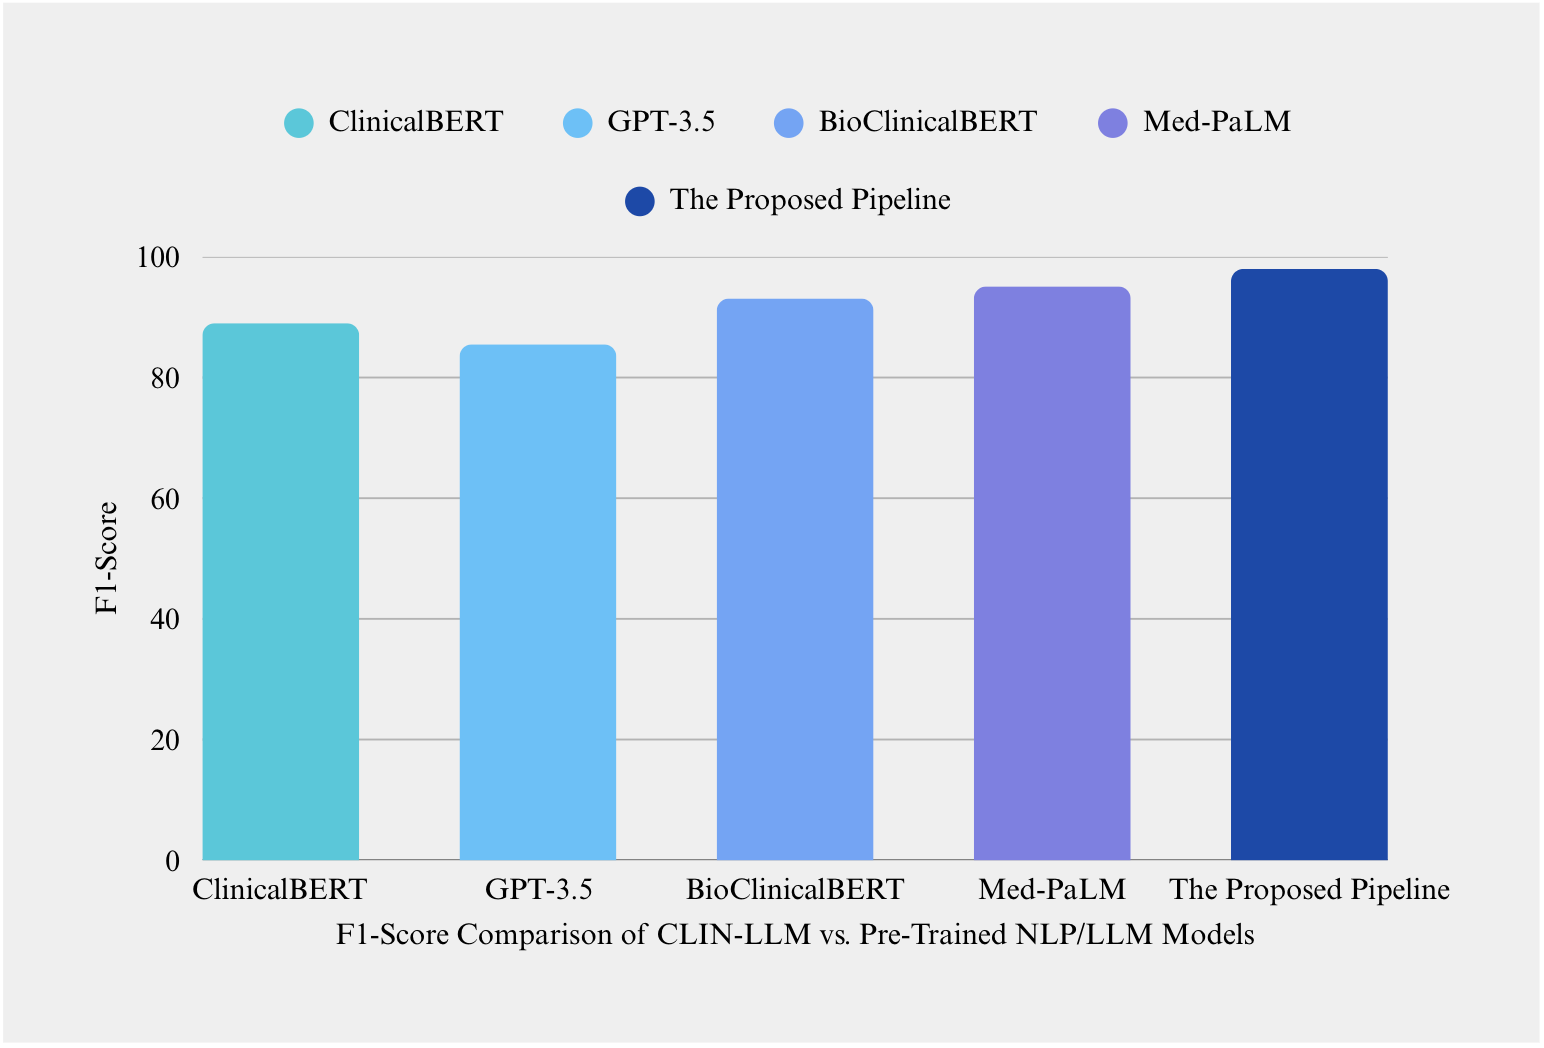 ClinicalBERT GPT-3.5 BioClinicalBERT Med-PaLM
The Proposed Pipeline
100
80
60
40
20
0
F1-Score
ClinicalBERT GPT-3.5 BioClinicalBERT Med-PaLM The Proposed Pipeline
F1-Score Comparison of CLIN-LLM vs. Pre-Trained NLP/LLM Models